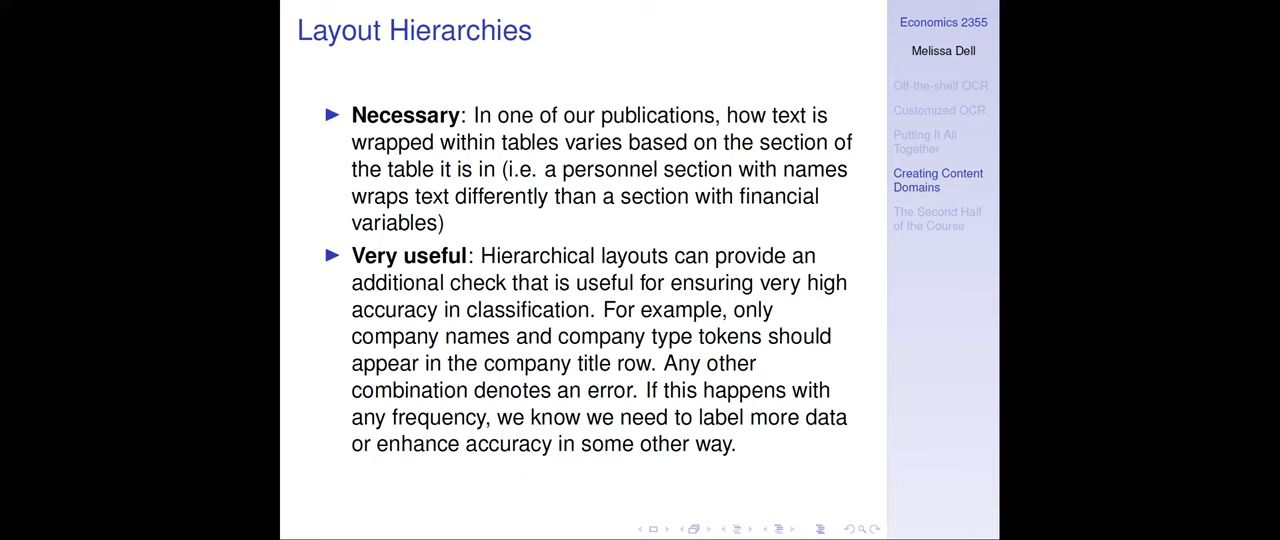 Layout Hierarchies
Necessary: In one of our publications, how text is
wrapped within tables varies based on the section of
the table it is in (i.e. a personnel section with names
wraps text differently than a section with financial
variables)
Very useful: Hierarchical layouts can provide an
additional check that is useful for ensuring very high
accuracy in classification. For example, only
company names and company type tokens should
appear in the company title row. Any other
combination denotes an error. If this happens with
any frequency, we know we need to label more data
or enhance accuracy in some other way.
Economics 2355
Melissa Dell
Off-the-shelf OCR
Customized OCR
Putting It All
Together
Creating Content
Domains
The Second Half
of the Course